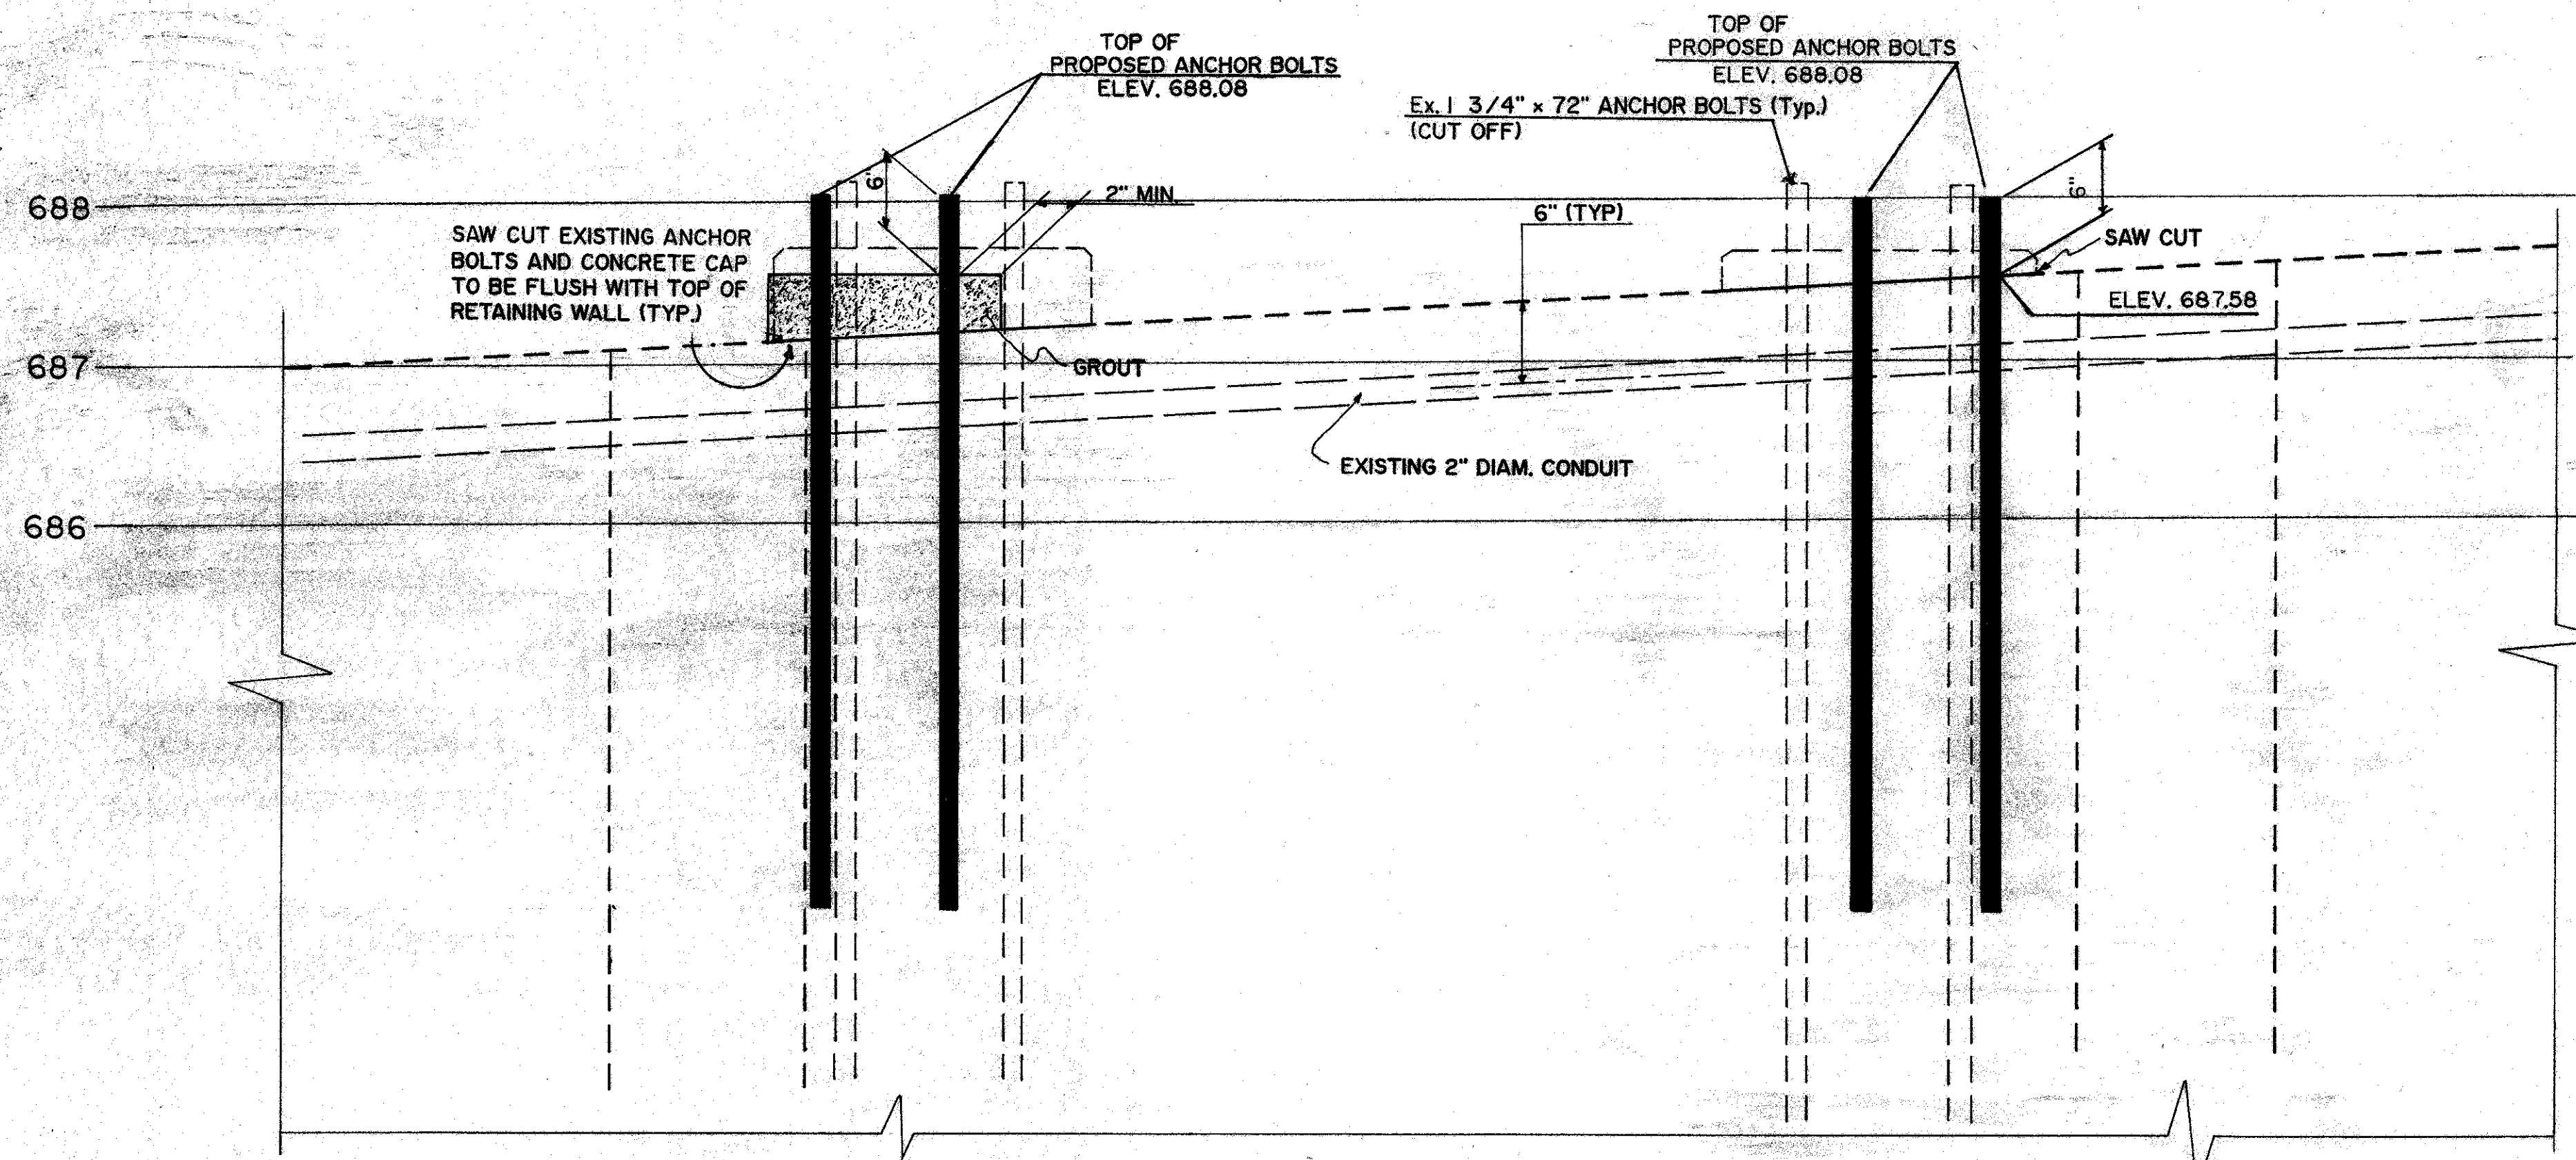 TOP OF
PROPOSED ANCHOR BOLTS
ELEV. 688.08
TOP OF
PROPOSED ANCHOR BOLTS
ELEV. 688.08
Ex. 1 3/4" x 72" ANCHOR BOLTS (Typ.)
(CUT OFF)
6"
2" MIN.
6"
688
6" (TYP)
SAW CUT EXISTING ANCHOR
BOLTS AND CONCRETE CAP
TO BE FLUSH WITH TOP OF
RETAINING WALL (TYP.)
SAW CUT
ELEV. 687.58
687
GROUT
EXISTING 2" DIAM. CONDUIT
686